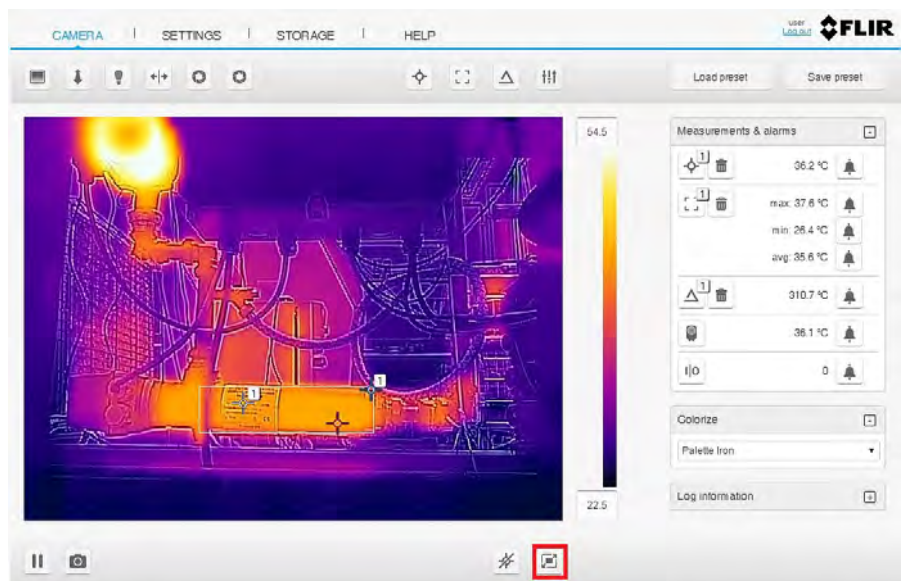 CAMERA SETTINGS STORAGE HELP
user
Log out
FLIR
Load preset Save preset
54.5
22.5
1
1
Measurements & alarms
1 36.2 °C
1 max: 37.6 °C
min: 26.4 °C
avg: 35.6 °C
1 310.7 °C
36.1 °C
I|O 0
Colorize
Palette Iron
Log information